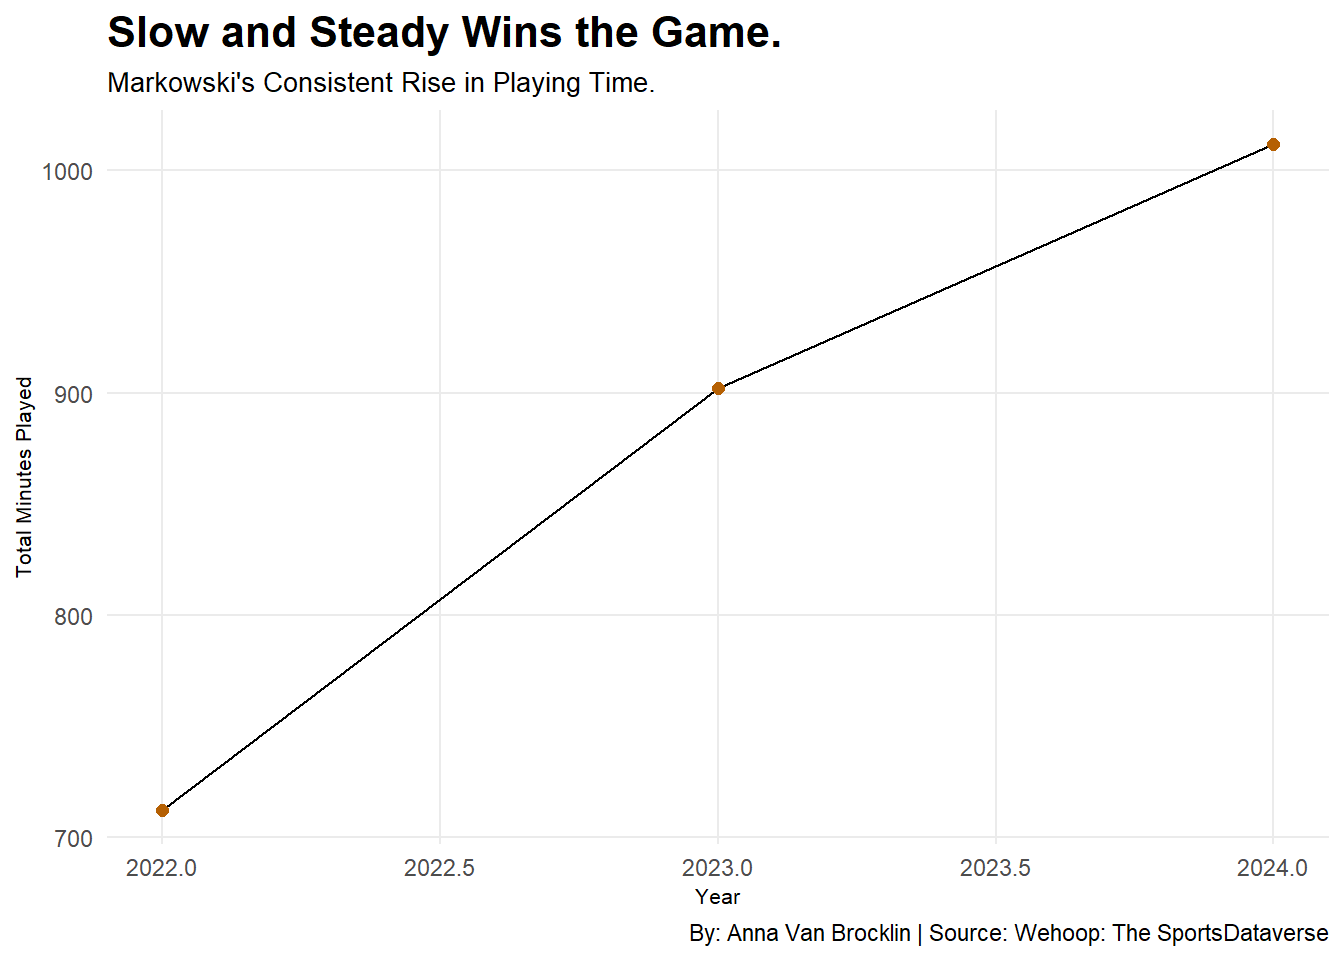 Slow and Steady Wins the Game.
Markowski's Consistent Rise in Playing Time.
1000
900
800
700
Total Minutes Played
2022.0 2022.5 2023.0 2023.5 2024.0
Year
By: Anna Van Brocklin | Source: Wehoop: The SportsDataverse